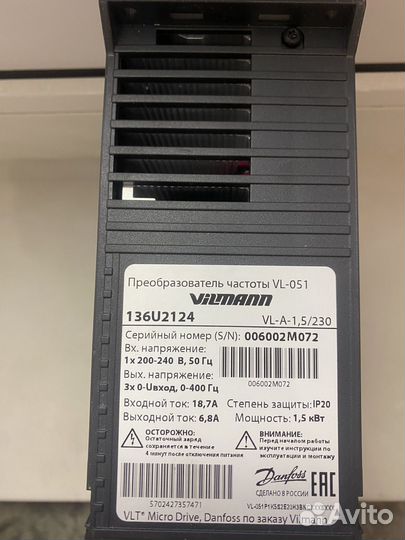 Преобразователь частоты VL-051
VILMANN
136U2124 VL-A-1,5/230
Серийный номер (S/N): 006002M072
Вх. напряжение:
1x 200-240 В, 50 Гц
Вых. напряжение:
3x 0-Uвход, 0-400 Гц
006002M072
Входной ток: 18,7А Степень защиты: IP20
Выходной ток: 6,8А Мощность: 1,5 кВт
ОСТОРОЖНО:
Остаточный заряд
сохраняется в течение
4 минут после отключения питания
ВНИМАНИЕ:
Перед началом работы
изучите инструкцию по
эксплуатации и монтажу
5702427357471
Danfoss
СДЕЛАНО В РОССИИ
EAC
VLT® Micro Drive, Danfoss по заказу Vilmann
Avito